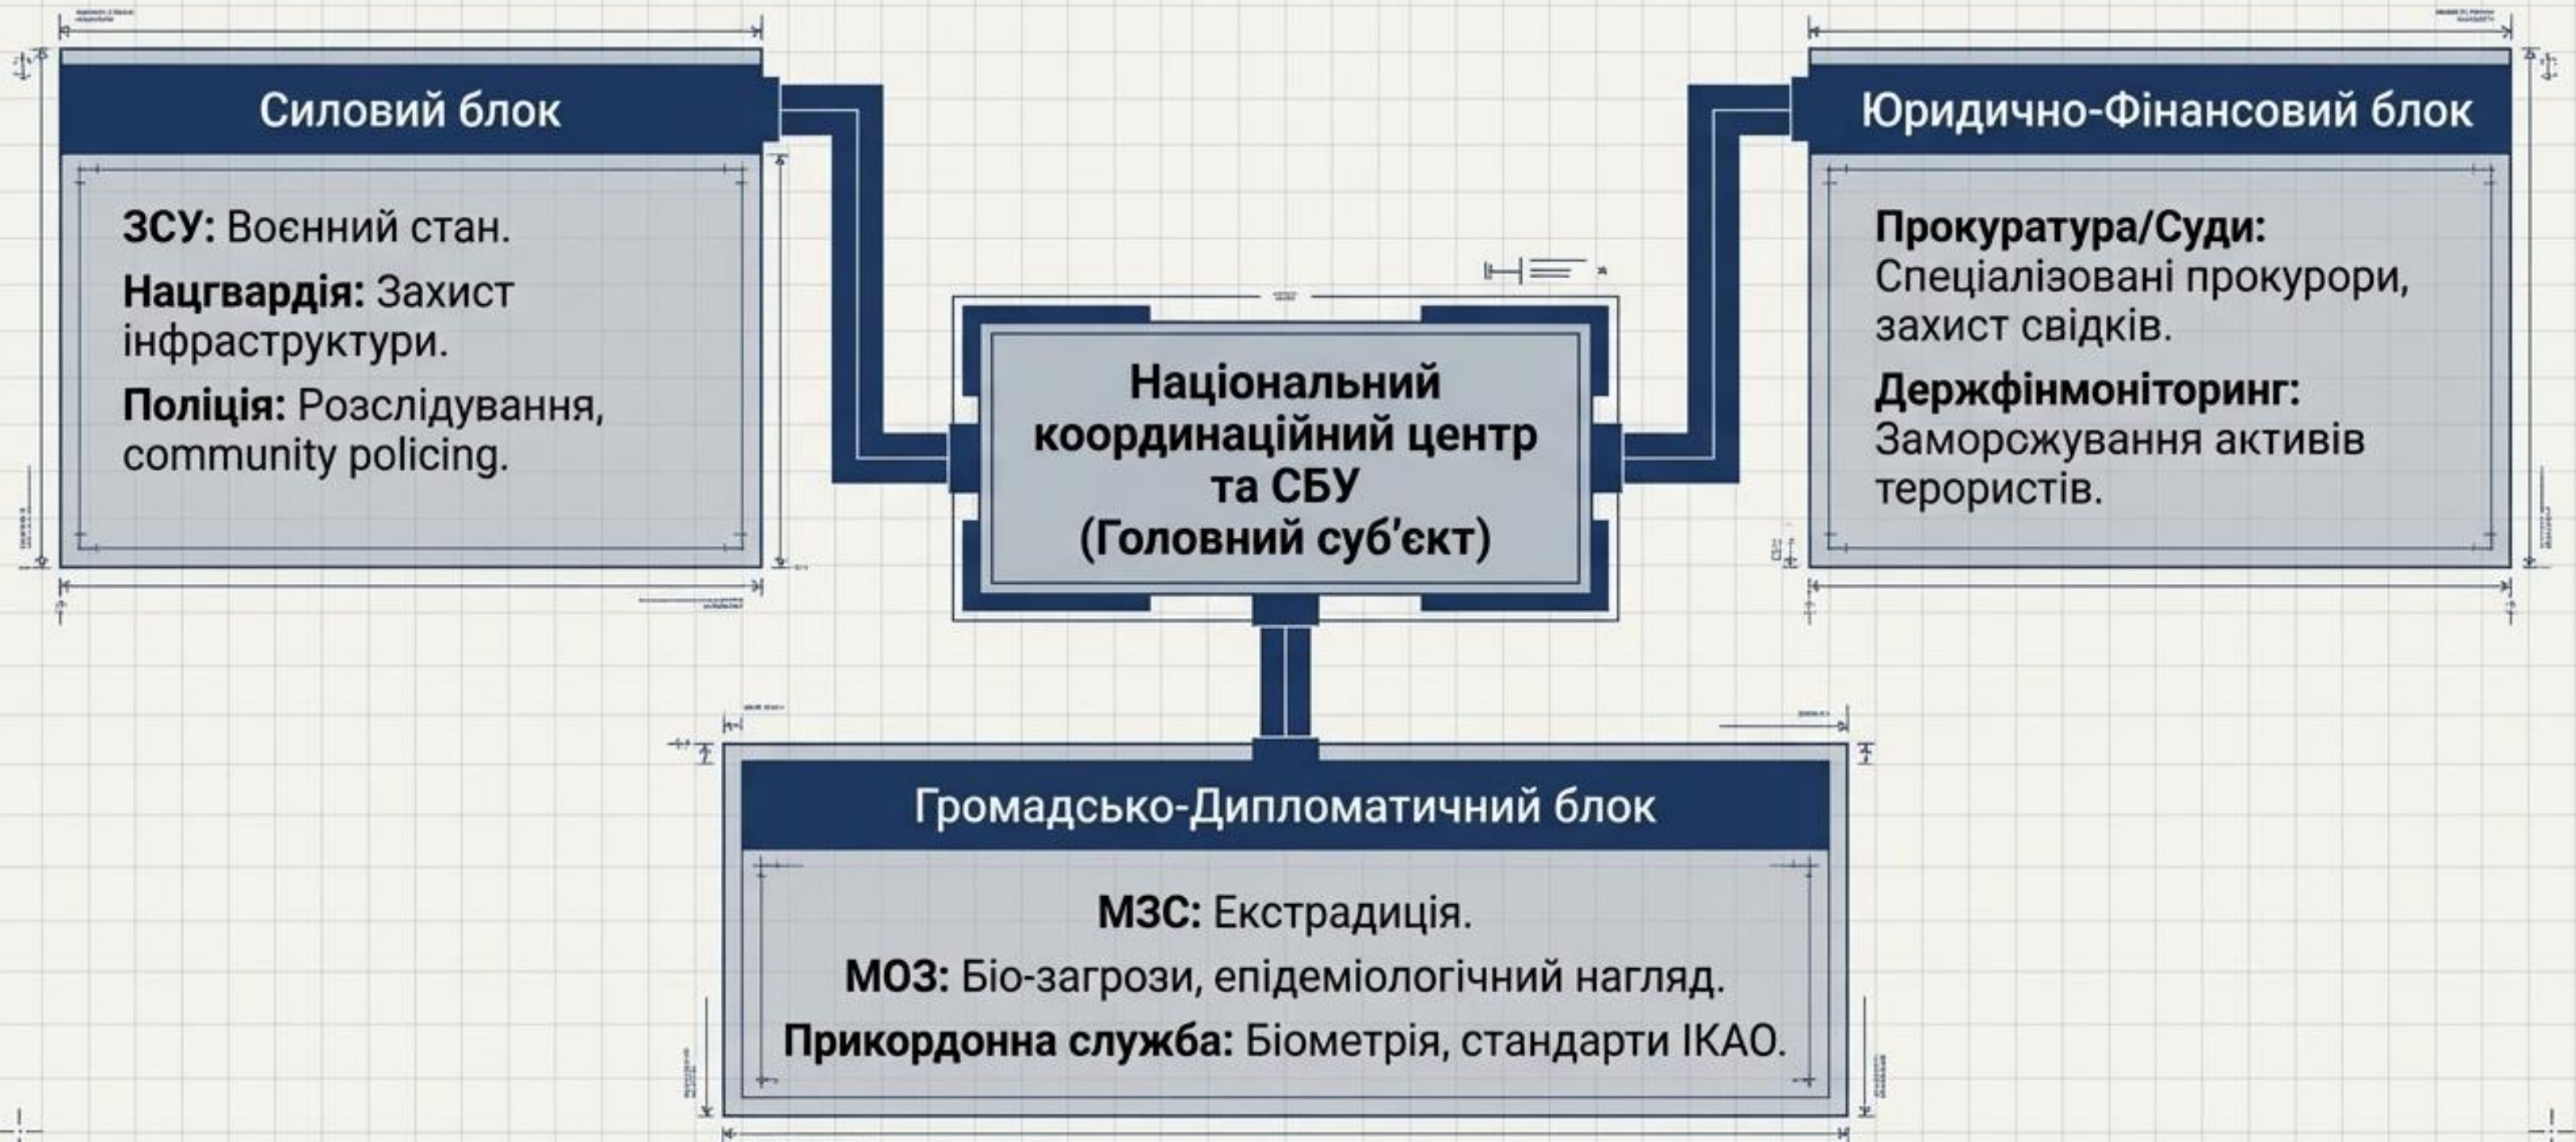 Силовий блок
ЗСУ: Воєнний стан.
Нацгвардія: Захист
інфраструктури.
Поліція: Розслідування,
community policing.
Національний
координаційний центр
та СБУ
(Головний суб’єкт)
Юридично-Фінансовий блок
Прокуратура/Суди:
Спеціалізовані прокурори,
захист свідків.
Держфінмоніторинг:
Заморсжування активів
терористів.
Громадсько-Дипломатичний блок
МЗС: Екстрадиція.
МОЗ: Біо-загрози, епідеміологічний нагляд.
Прикордонна служба: Біометрія, стандарти ІКАО.